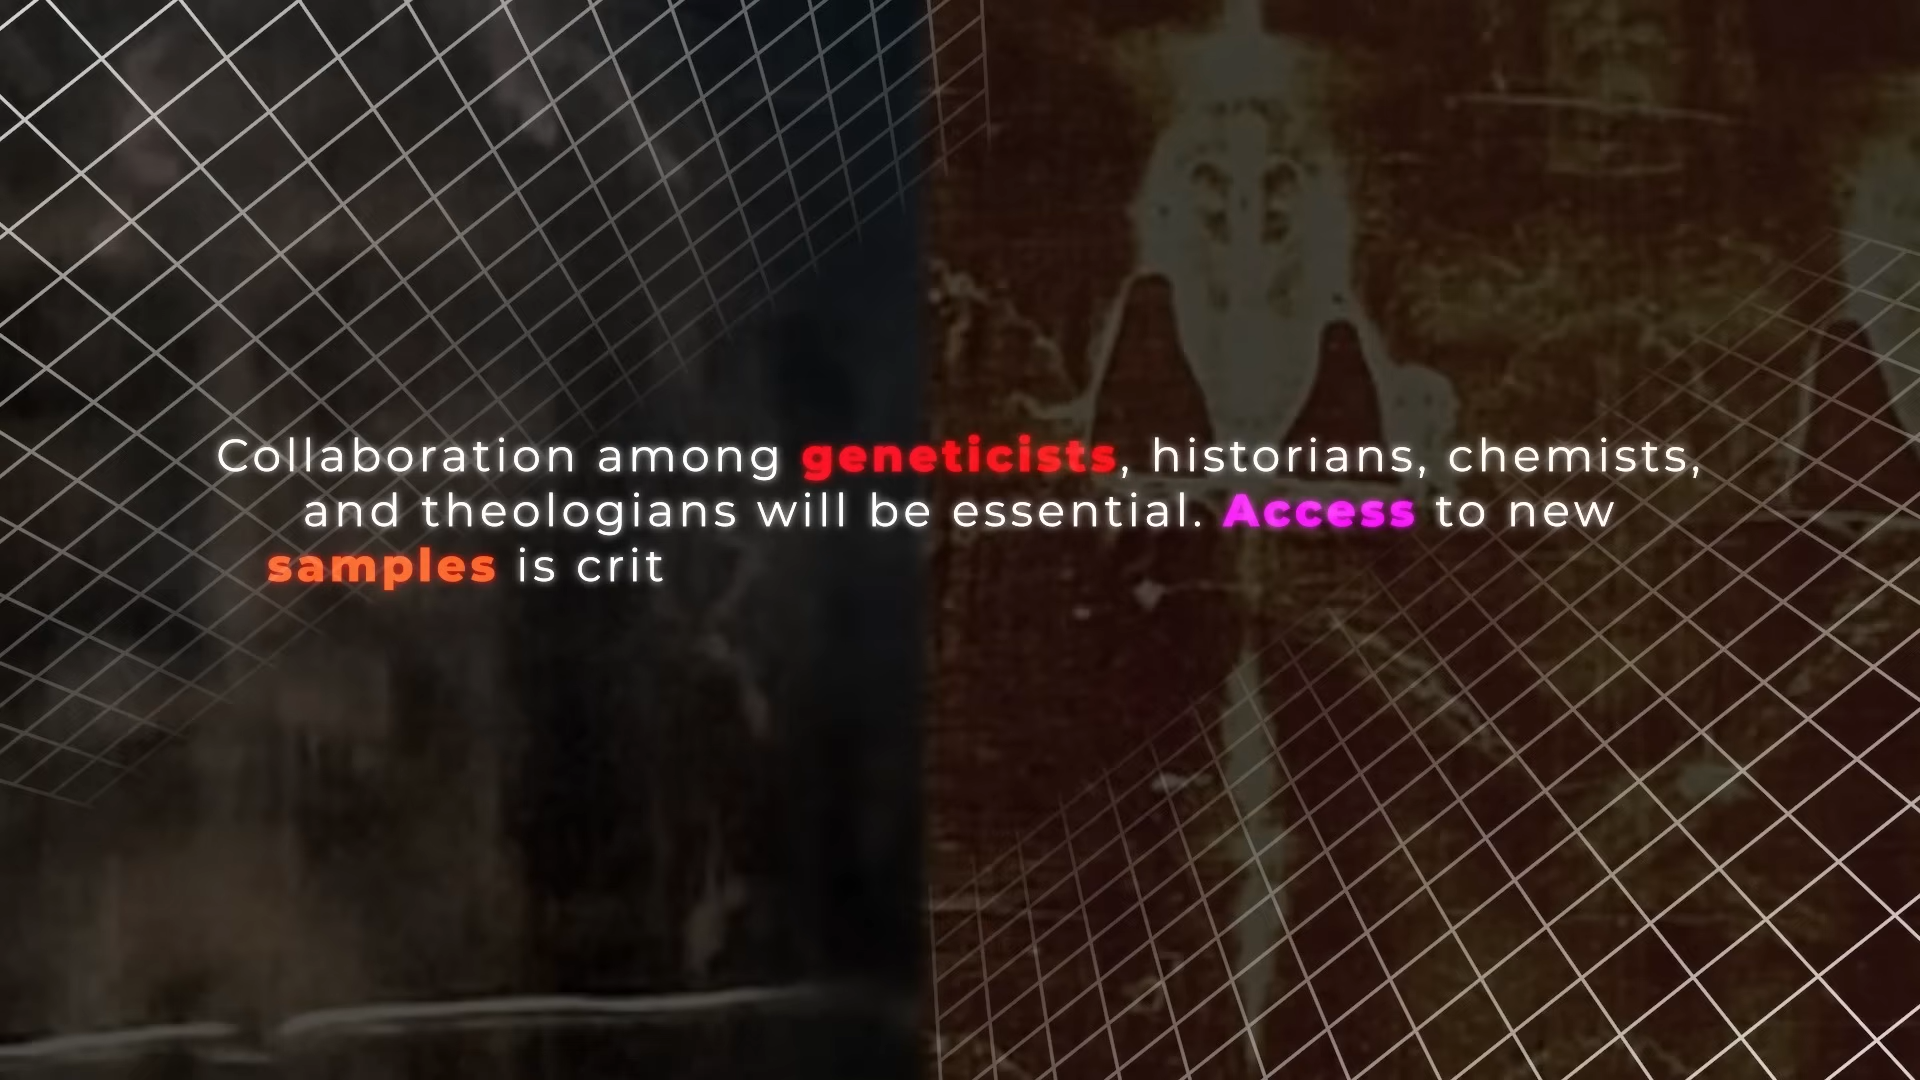 Collaboration among geneticists, historians, chemists,
and theologians will be essential. Access to new
samples is crit